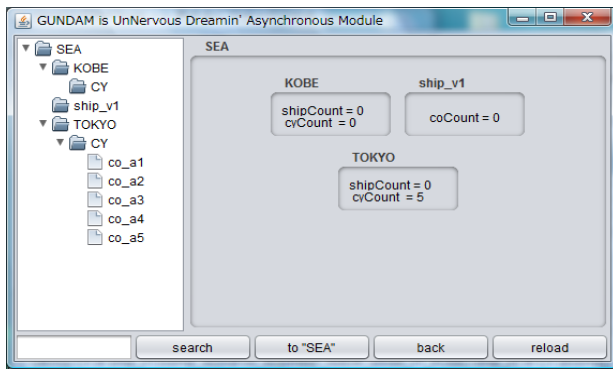 GUNDAM is UnNervous Dreamin' Asynchronous Module
SEA
KOBE
CY
ship_v1
TOKYO
CY
co_a1
co_a2
co_a3
co_a4
co_a5
SEA
KOBE
shipCount = 0
cyCount = 0
ship_v1
coCount = 0
TOKYO
shipCount = 0
cyCount = 5
search
to "SEA"
back
reload